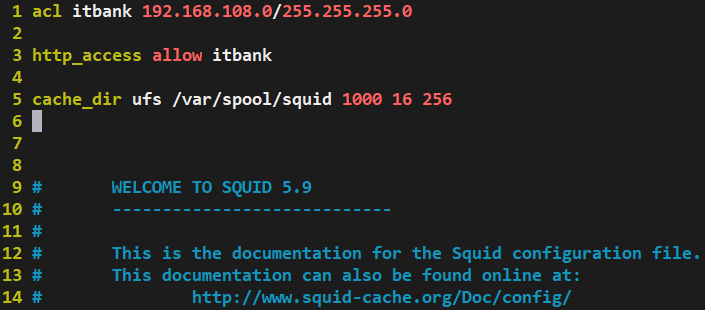 1 acl itbank 192.168.108.0/255.255.255.0
2
3 http_access allow itbank
4
5 cache_dir ufs /var/spool/squid 1000 16 256
6
7
8
9 #       WELCOME TO SQUID 5.9
10 #       ----------------------------
11 #
12 #       This is the documentation for the Squid configuration file.
13 #       This documentation can also be found online at:
14 #               http://www.squid-cache.org/Doc/config/